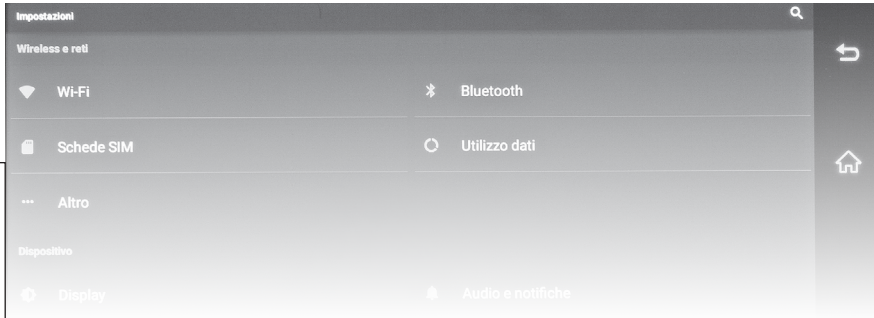 Impostazioni
Wireless e reti
Wi-Fi
Bluetooth
Schede SIM
Utilizzo dati
Altro
Dispositivo
Display
Audio e notifiche